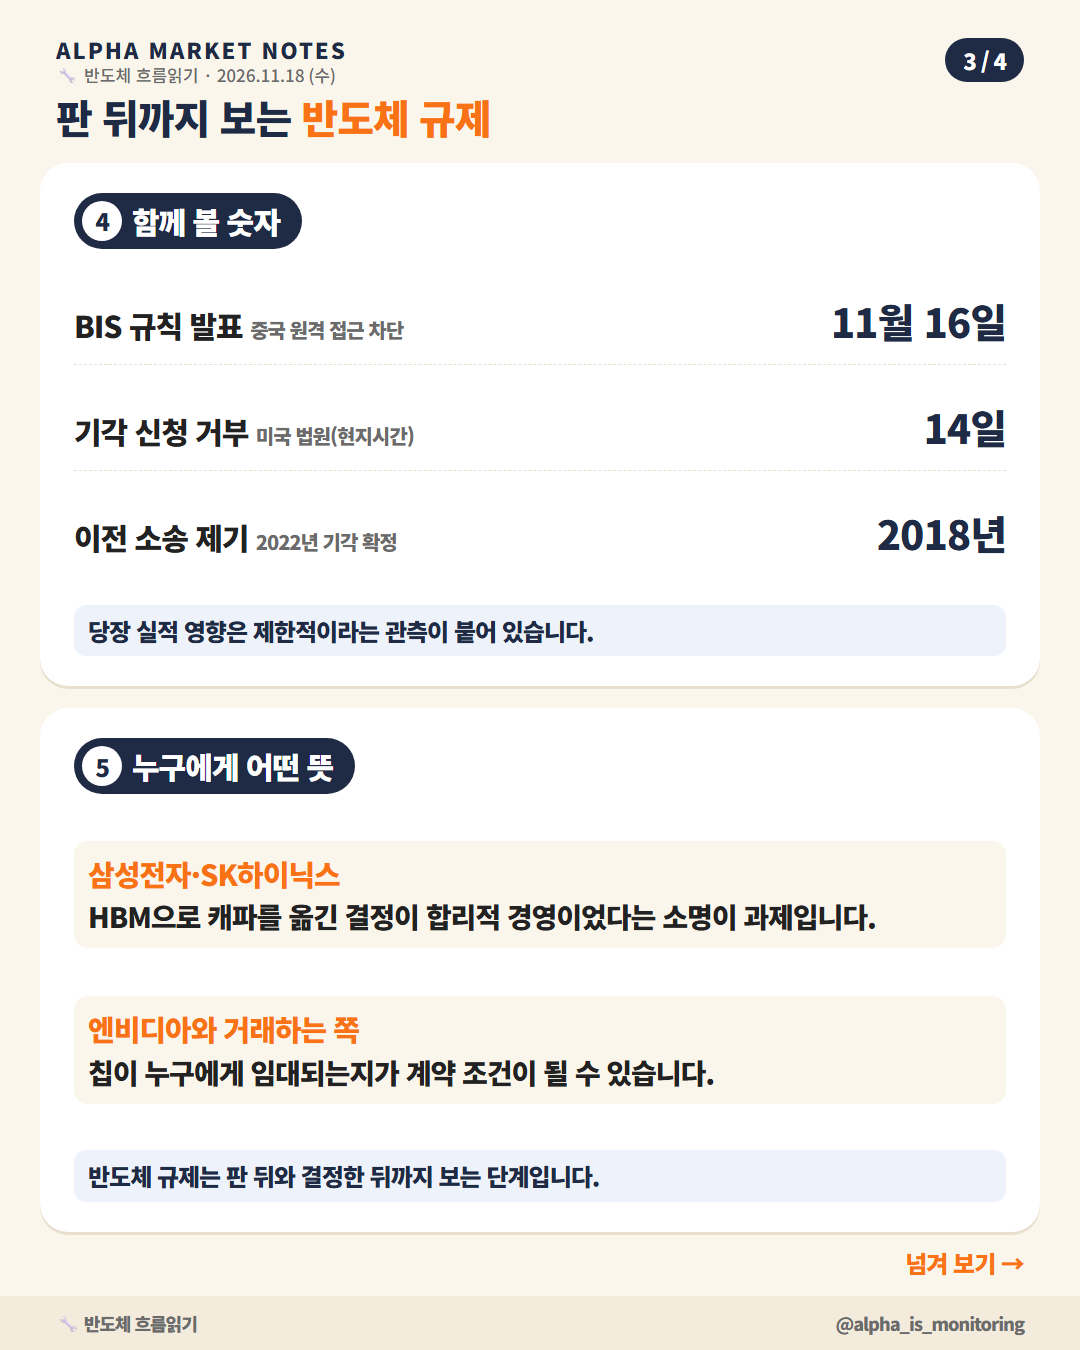 ALPHA MARKET NOTES
반도체 흐름읽기 · 2026.11.18 (수)
3 / 4
판 뒤까지 보는 반도체 규제
4 함께 볼 숫자
BIS 규칙 발표 중국 원격 접근 차단 11월 16일
기각 신청 거부 미국 법원(현지시간) 14일
이전 소송 제기 2022년 기각 확정 2018년
당장 실적 영향은 제한적이라는 관측이 붙어 있습니다.
5 누구에게 어떤 뜻
삼성전자·SK하이닉스
HBM으로 캐파를 옮긴 결정이 합리적 경영이었다는 소명이 과제입니다.
엔비디아와 거래하는 쪽
칩이 누구에게 임대되는지가 계약 조건이 될 수 있습니다.
반도체 규제는 판 뒤와 결정한 뒤까지 보는 단계입니다.
넘겨 보기 →
반도체 흐름읽기
@alpha_is_monitoring